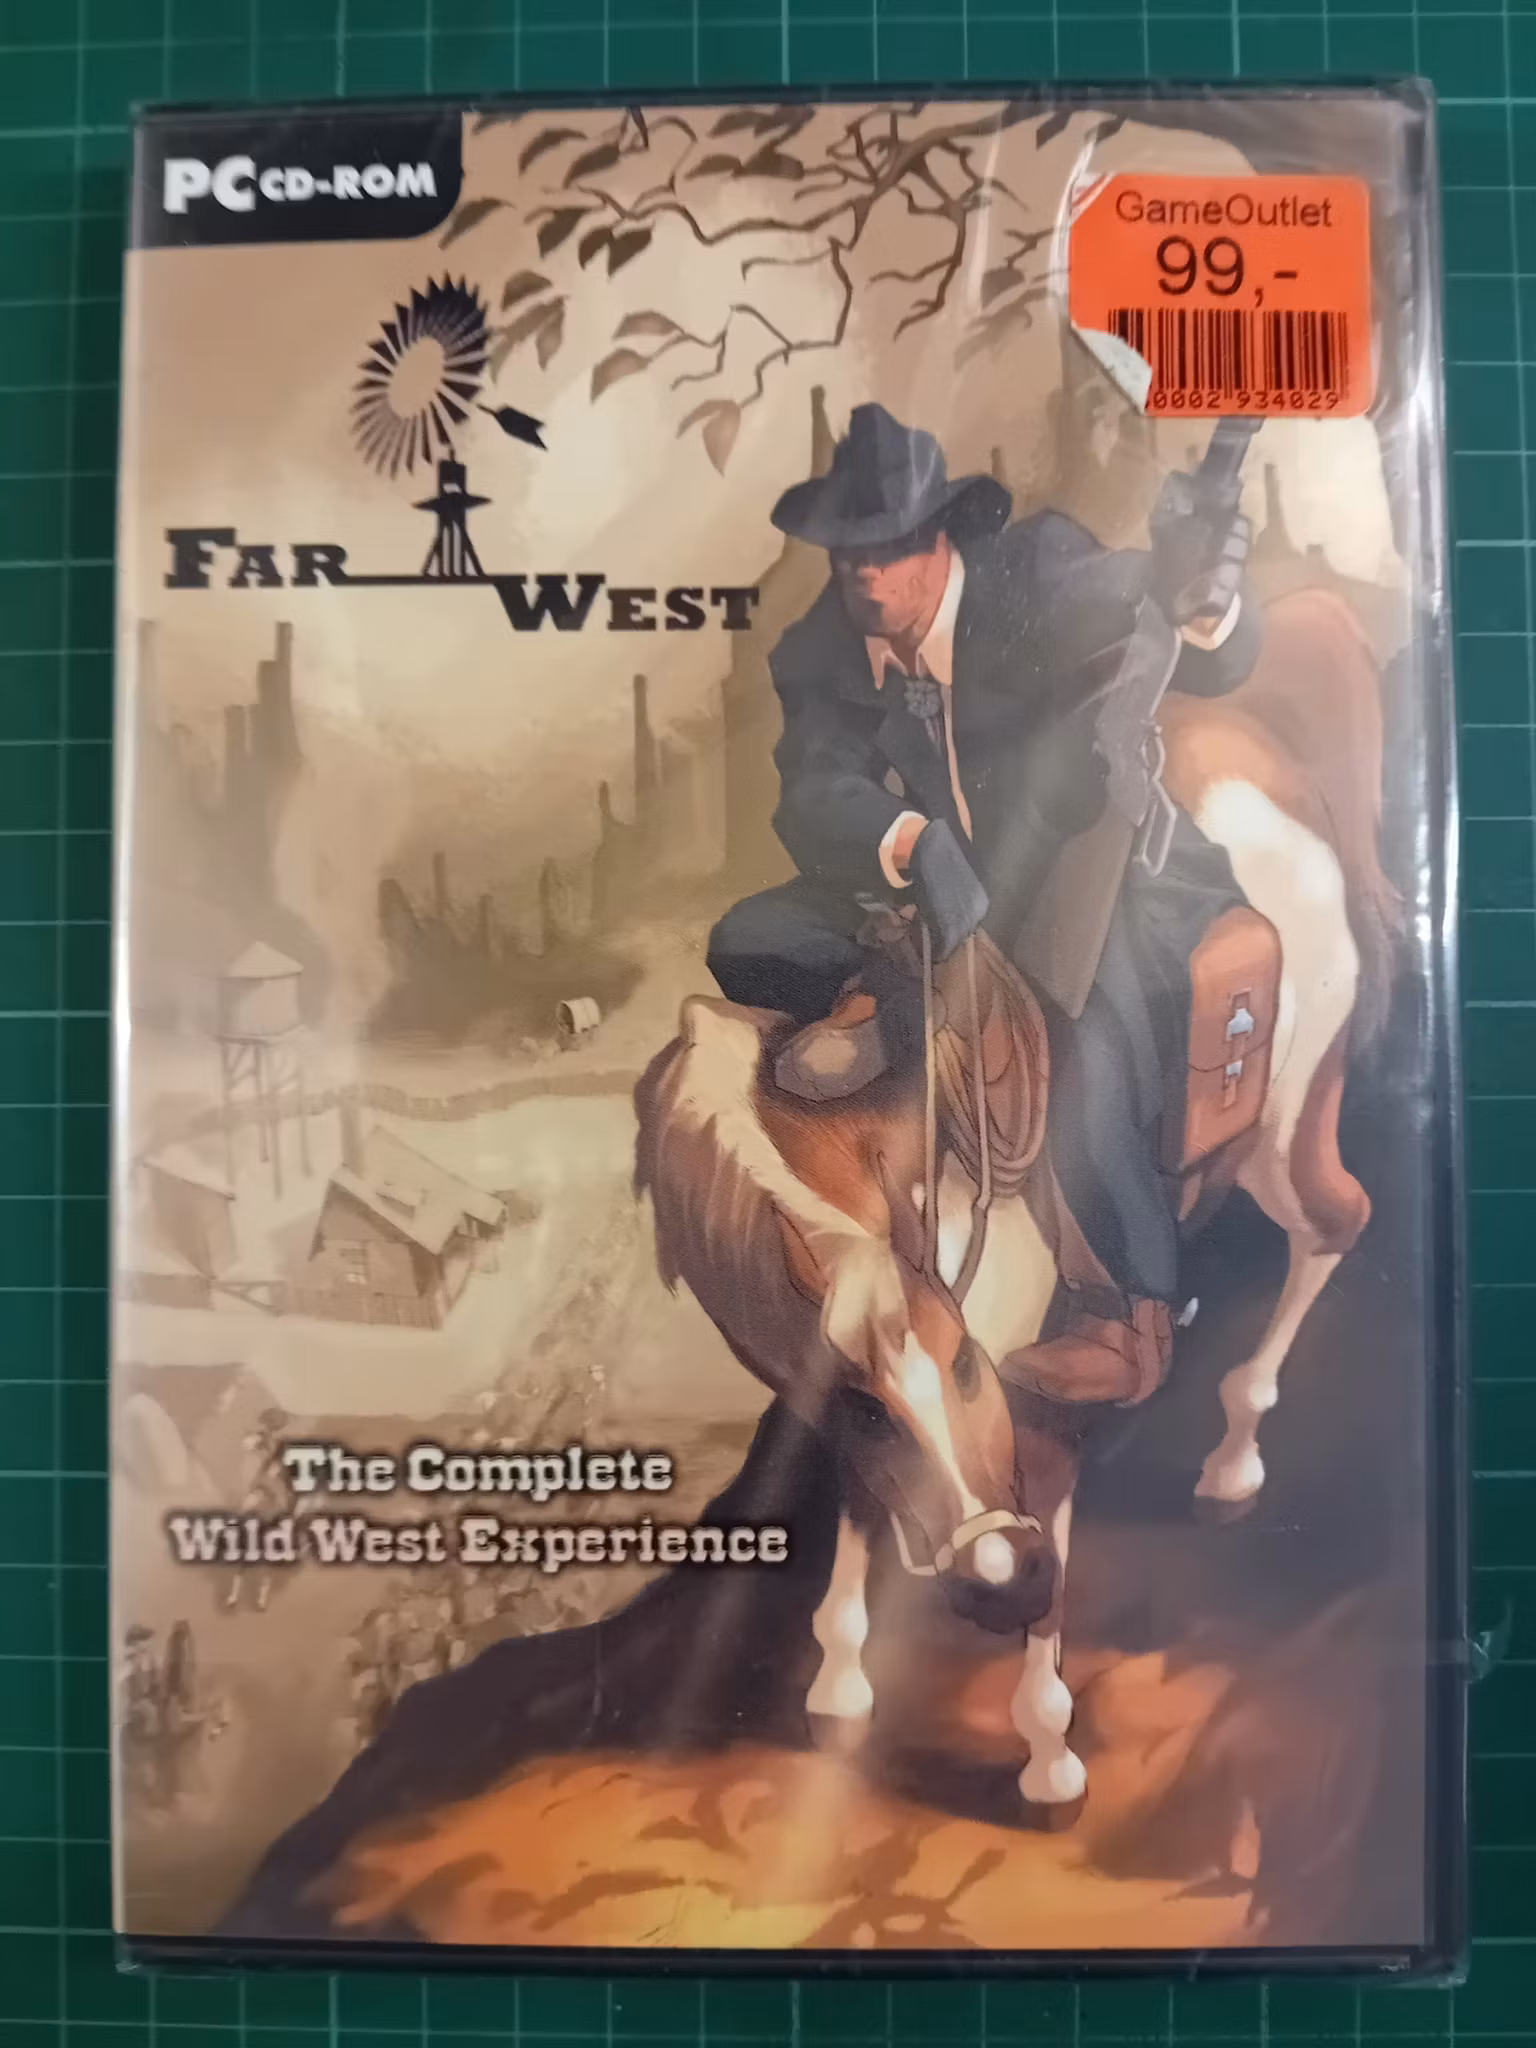 PC CD-ROM
GameOutlet
99,-
0002 934029
FAR WEST
The Complete
Wild West Experience